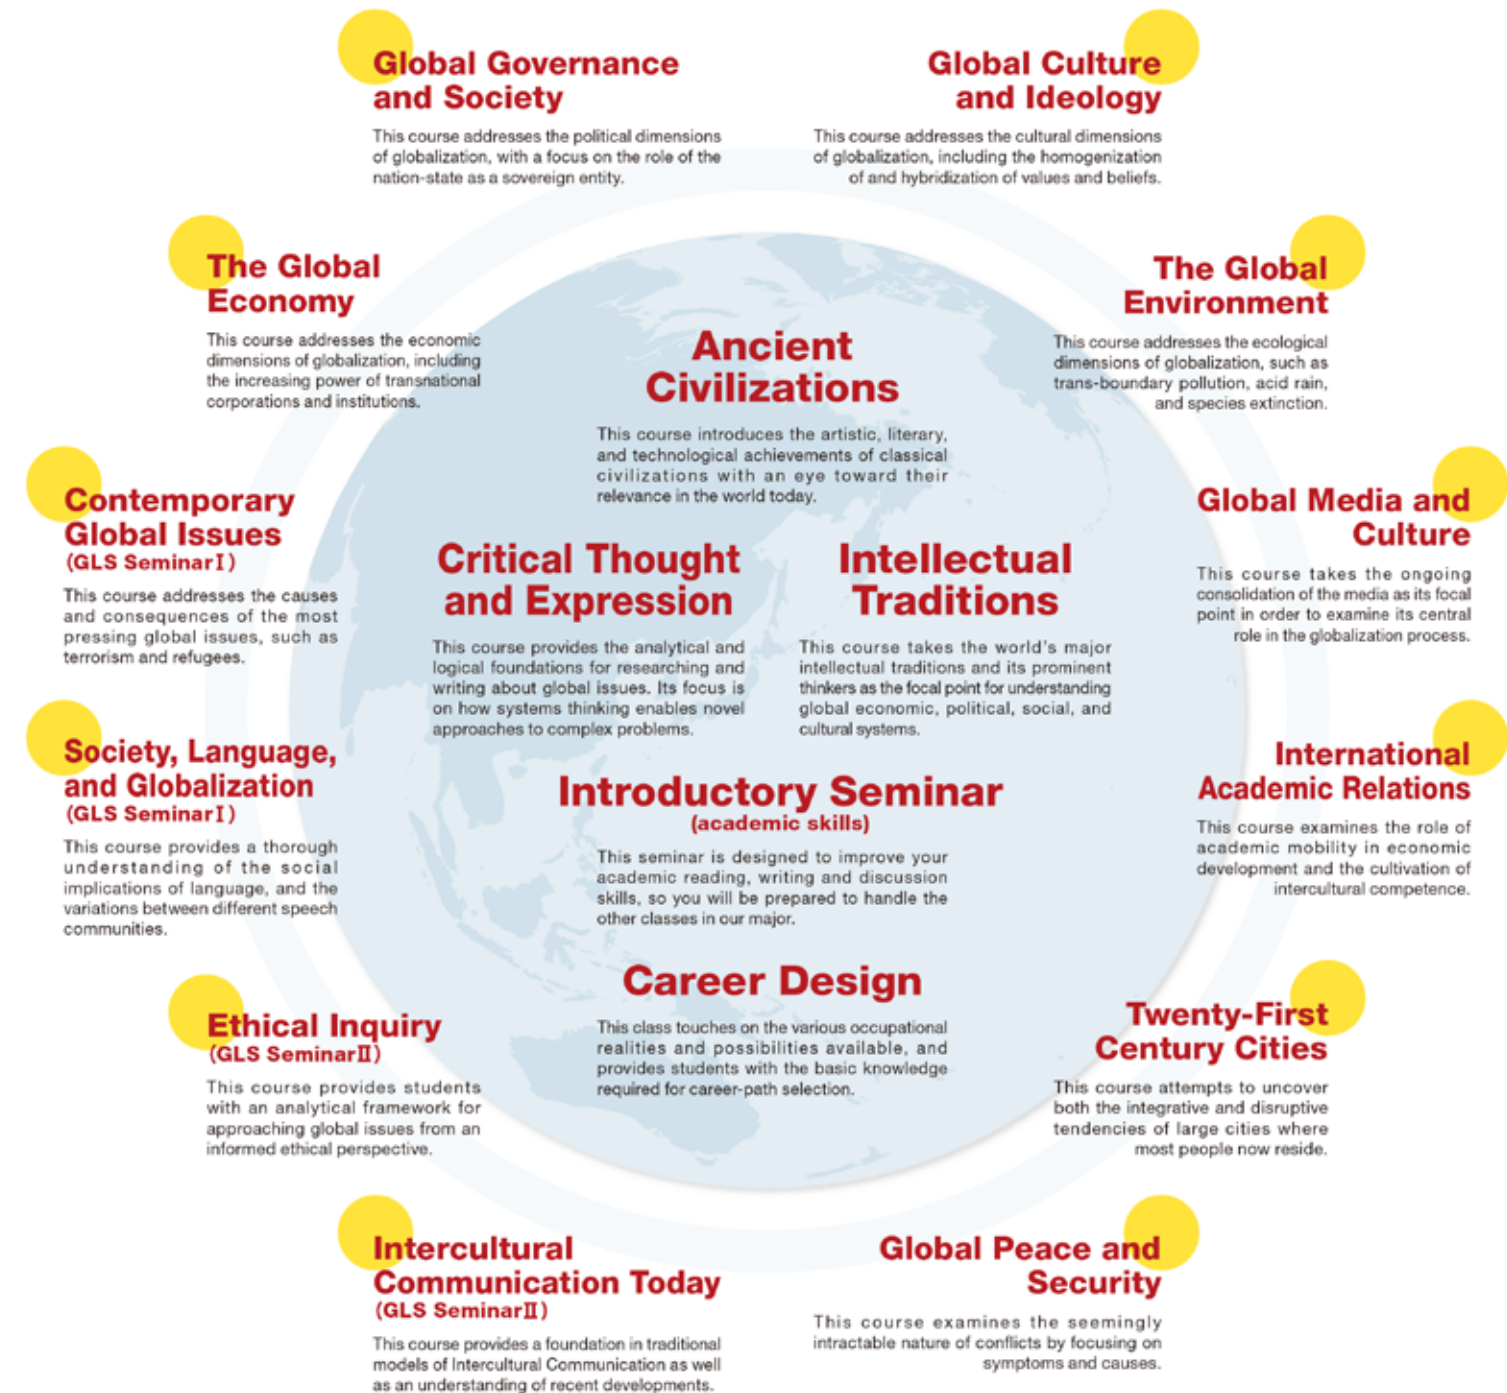 Global Governance
and Society
This course addresses the political dimensions
of globalization, with a focus on the role of the
nation-state as a sovereign entity.
Global Culture
and Ideology
This course addresses the cultural dimensions
of globalization, including the homogenization
of and hybridization of values and beliefs.
The Global
Economy
This course addresses the economic
dimensions of globalization, including
the increasing power of transnational
corporations and institutions.
The Global
Environment
This course addresses the ecological
dimensions of globalization, such as
trans-boundary pollution, acid rain,
and species extinction.
Ancient
Civilizations
This course introduces the artistic, literary,
and technological achievements of classical
civilizations with an eye toward their
relevance in the world today.
Contemporary
Global Issues
(GLS SeminarⅠ)
This course addresses the causes
and consequences of the most
pressing global issues, such as
terrorism and refugees.
Critical Thought
and Expression
This course provides the analytical and
logical foundations for researching and
writing about global issues. Its focus is
on how systems thinking enables novel
approaches to complex problems.
Intellectual
Traditions
This course takes the world's major
intellectual traditions and its prominent
thinkers as the focal point for understanding
global economic, political, social, and
cultural systems.
Global Media and
Culture
This course takes the ongoing
consolidation of the media as its focal
point in order to examine its central
role in the globalization process.
Society, Language,
and Globalization
(GLS SeminarⅠ)
This course provides a thorough
understanding of the social
implications of language, and the
variations between different speech
communities.
Introductory Seminar
(academic skills)
This seminar is designed to improve your
academic reading, writing and discussion
skills, so you will be prepared to handle the
other classes in our major.
International
Academic Relations
This course examines the role of
academic mobility in economic
development and the cultivation of
intercultural competence.
Career Design
This class touches on the various occupational
realities and possibilities available, and
provides students with the basic knowledge
required for career-path selection.
Ethical Inquiry
(GLS SeminarⅡ)
This course provides students
with an analytical framework for
approaching global issues from an
informed ethical perspective.
Twenty-First
Century Cities
This course attempts to uncover
both the integrative and disruptive
tendencies of large cities where
most people now reside.
Intercultural
Communication Today
(GLS SeminarⅡ)
This course provides a foundation in traditional
models of Intercultural Communication as well
as an understanding of recent developments.
Global Peace and
Security
This course examines the seemingly
intractable nature of conflicts by focusing on
symptoms and causes.